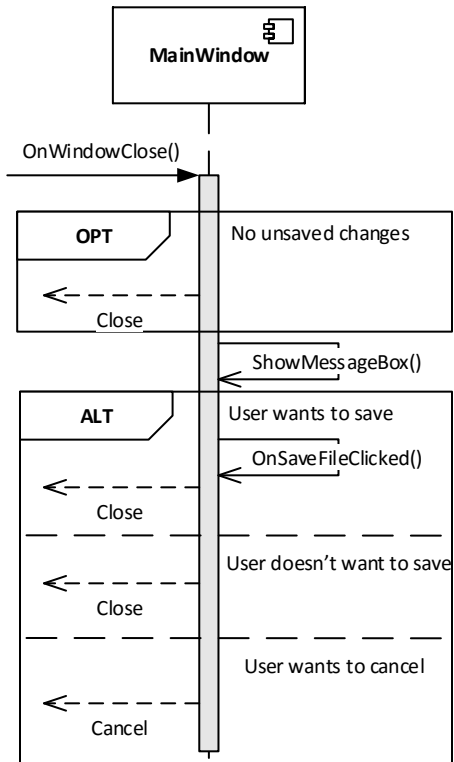 MainWindow
OnWindowClose()
OPT
No unsaved changes
Close
ShowMessageBox()
ALT
User wants to save
OnSaveFileClicked()
Close
User doesn't want to save
Close
User wants to cancel
Cancel